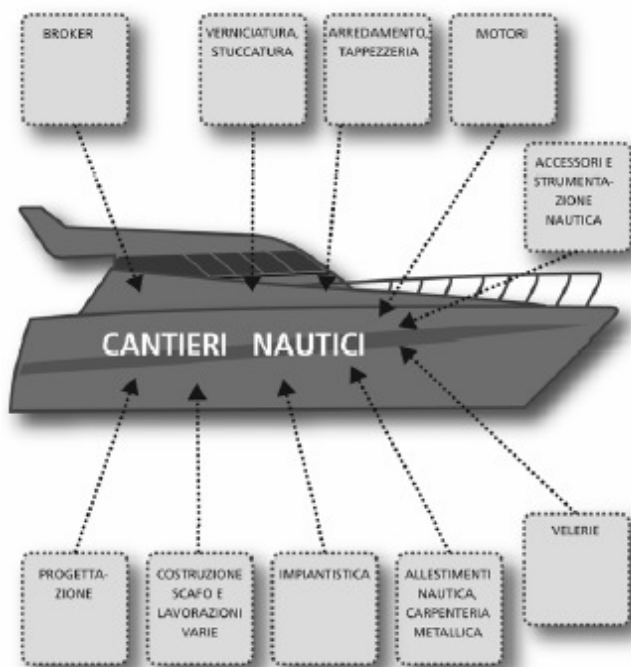 BROKER
VERNICIATURA,
STUCCATURA
ARREDAMENTO,
TAPPEZZERIA
MOTORI
ACCESSORI E
STRUMENTA-
ZIONE
NAUTICA
CANTIERI NAUTICI
VELERIE
PROGETTA-
ZIONE
COSTRUZIONE
SCAFO E
LAVORAZIONI
VARIE
IMPIANTISTICA
ALLESTIMENTI
NAUTICA,
CARPENTERIA
METALLICA